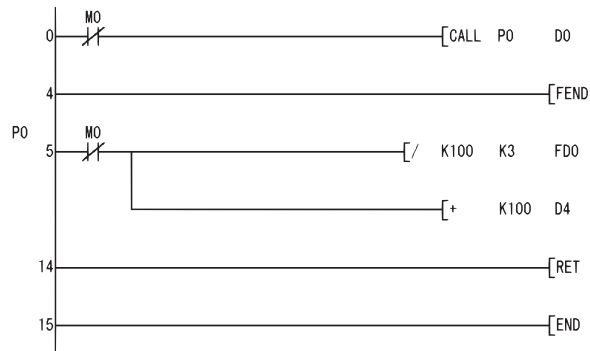 M0
0 [CALL P0 D0
4 [FEND
P0 M0
5 [/ K100 K3 FD0
[+ K100 D4
14 [RET
15 [END